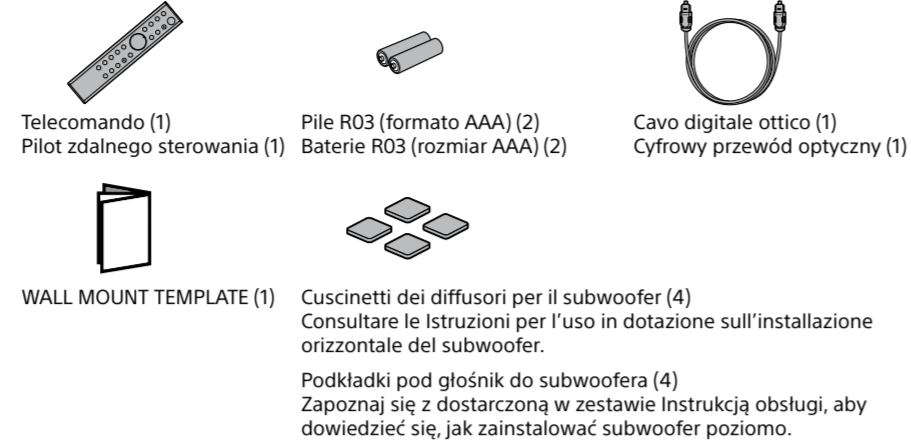 Telecomando (1)
Pilot zdalnego sterowania (1)
Pile R03 (formato AAA) (2)
Baterie R03 (rozmiar AAA) (2)
Cavo digitale ottico (1)
Cyfrowy przewód optyczny (1)
WALL MOUNT TEMPLATE (1)
Cuscinetti dei diffusori per il subwoofer (4)
Consultare le Istruzioni per l’uso in dotazione sull’installazione
orizzontale del subwoofer.
Podkładki pod głośnik do subwoofera (4)
Zapoznaj się z dostarczoną w zestawie Instrukcją obsługi, aby
dowiedzieć się, jak zainstalować subwoofer poziomo.